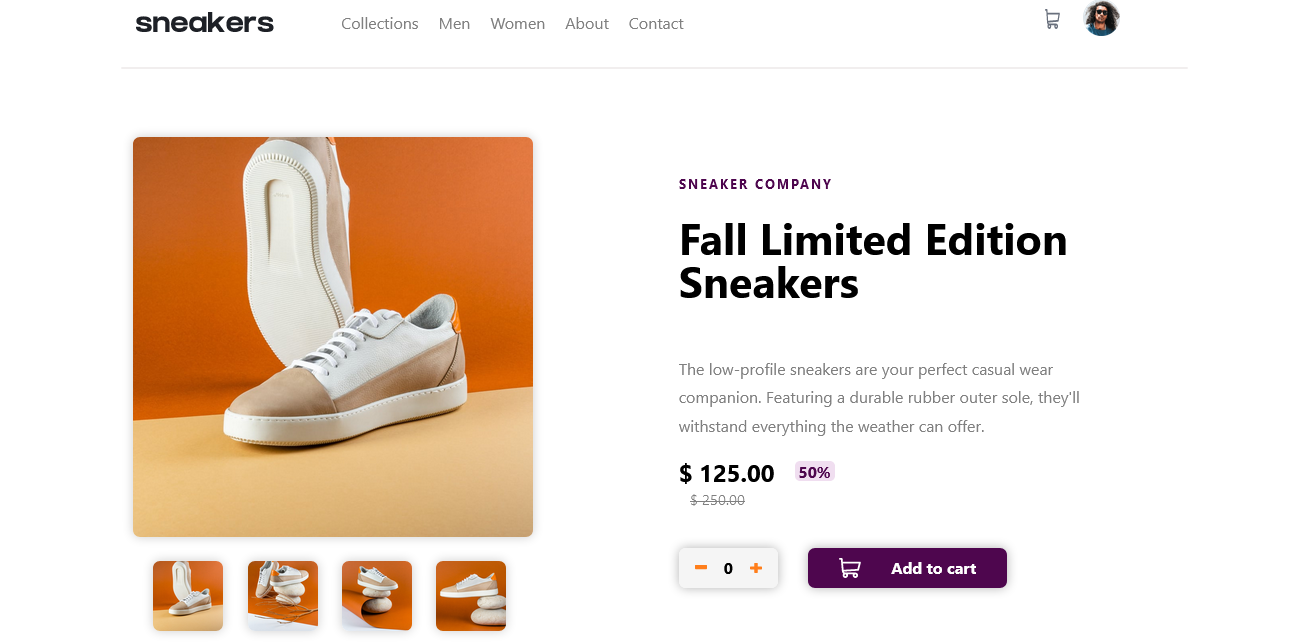 sneakers
Collections Men Women About Contact
SNEAKER COMPANY
Fall Limited Edition
Sneakers
The low-profile sneakers are your perfect casual wear
companion. Featuring a durable rubber outer sole, they'll
withstand everything the weather can offer.
$ 125.00 50%
$ 250.00
0
Add to cart